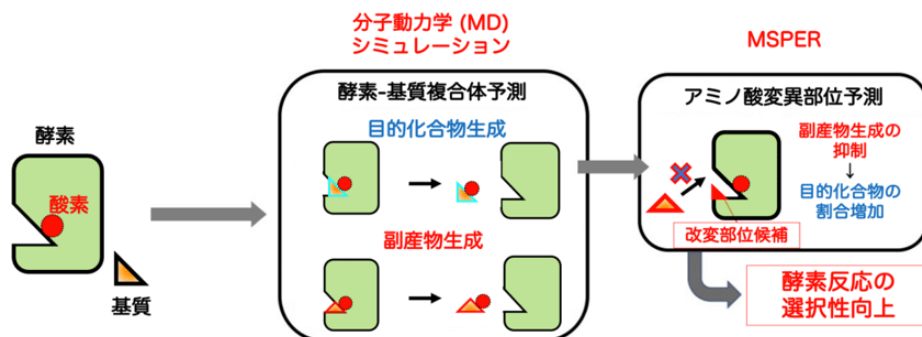 分子動力学 (MD)
シミュレーション
MSPER
酵素-基質複合体予測
目的化合物生成
副産物生成
酵素
酸素
基質
アミノ酸変異部位予測
副産物生成の
抑制
↓
目的化合物の
割合増加
改変部位候補
酵素反応の
選択性向上